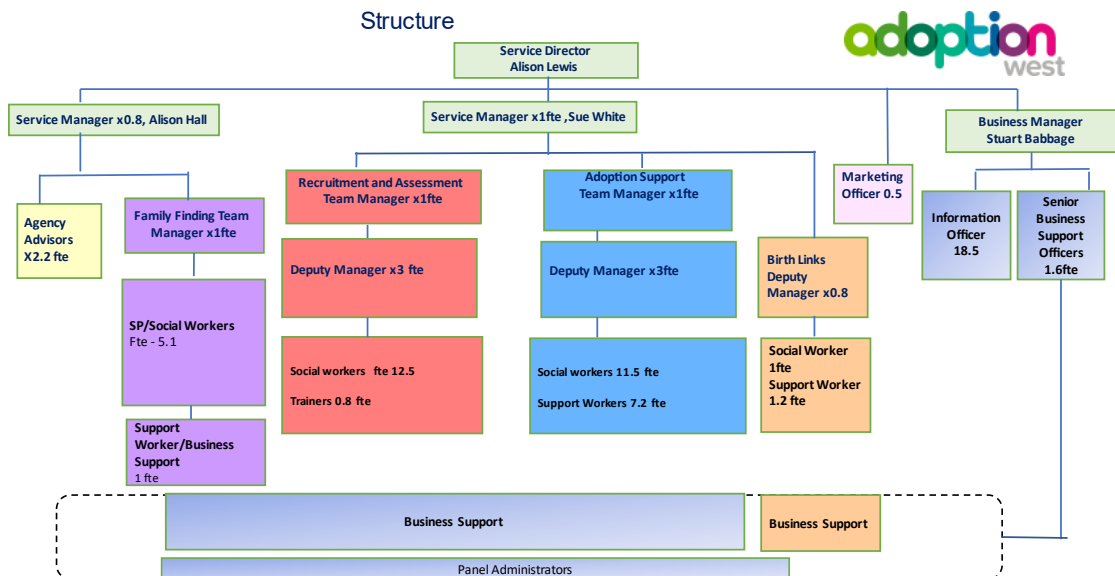 Structure
adoption
west
Service Director
Alison Lewis
Service Manager x0.8, Alison Hall
Service Manager x1fte ,Sue White
Business Manager
Stuart Babbage
Agency
Advisors
X2.2 fte
Family Finding Team
Manager x1fte
Recruitment and Assessment
Team Manager x1fte
Adoption Support
Team Manager x1fte
Marketing
Officer 0.5
Information
Officer
18.5
Senior
Business
Support
Officers
1.6fte
Deputy Manager x3 fte
Deputy Manager x3fte
Birth Links
Deputy
Manager x0.8
SP/Social Workers
Fte - 5.1
Social workers fte 12.5
Trainers 0.8 fte
Social workers 11.5 fte
Support Workers 7.2 fte
Social Worker
1fte
Support Worker
1.2 fte
Support
Worker/Business
Support
1 fte
Business Support
Business Support
Panel Administrators